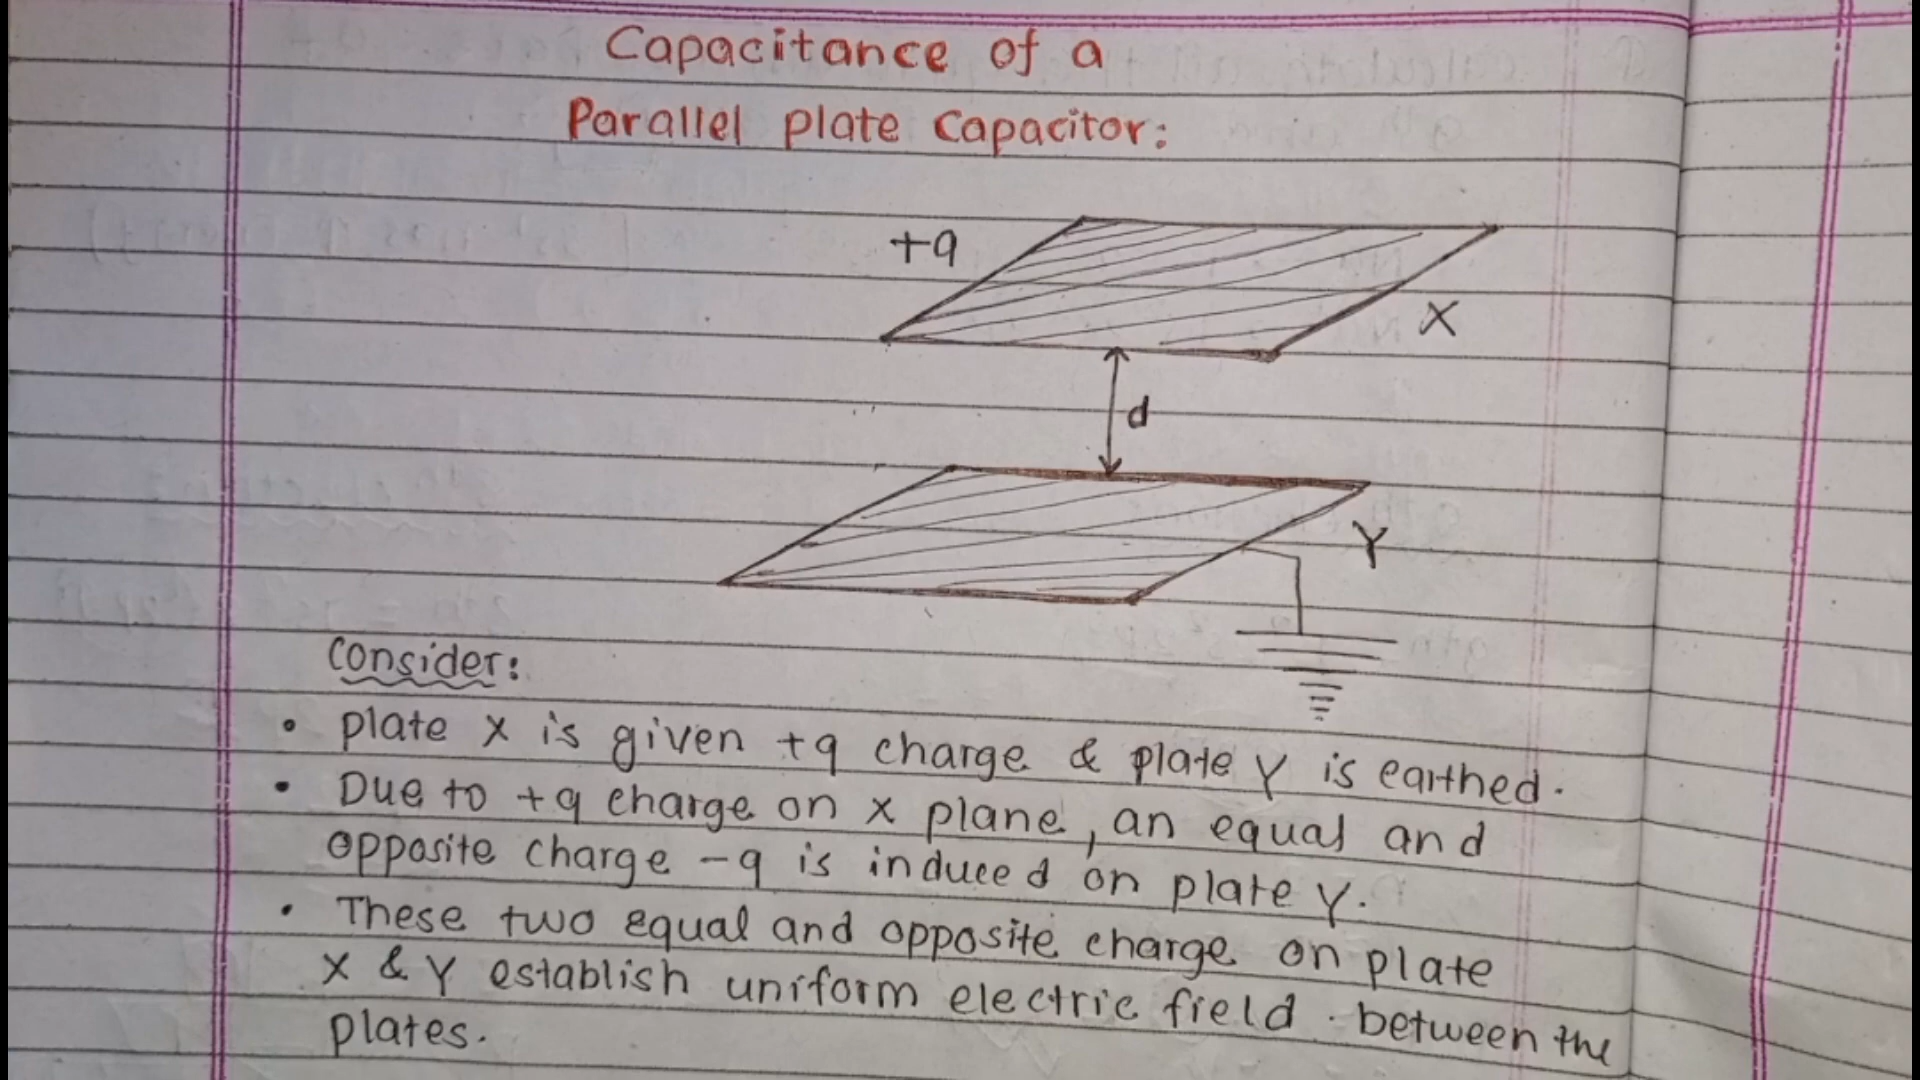 Capacitance of a
Parallel plate capacitor:
+q
X
d
Y
Consider:
• plate X is given +q charge & plate Y is earthed.
• Due to +q charge on x plane, an equal and
opposite charge -q is induced on plate Y.
• These two equal and opposite charge on plate
X & Y establish uniform electric field . between the
plates.